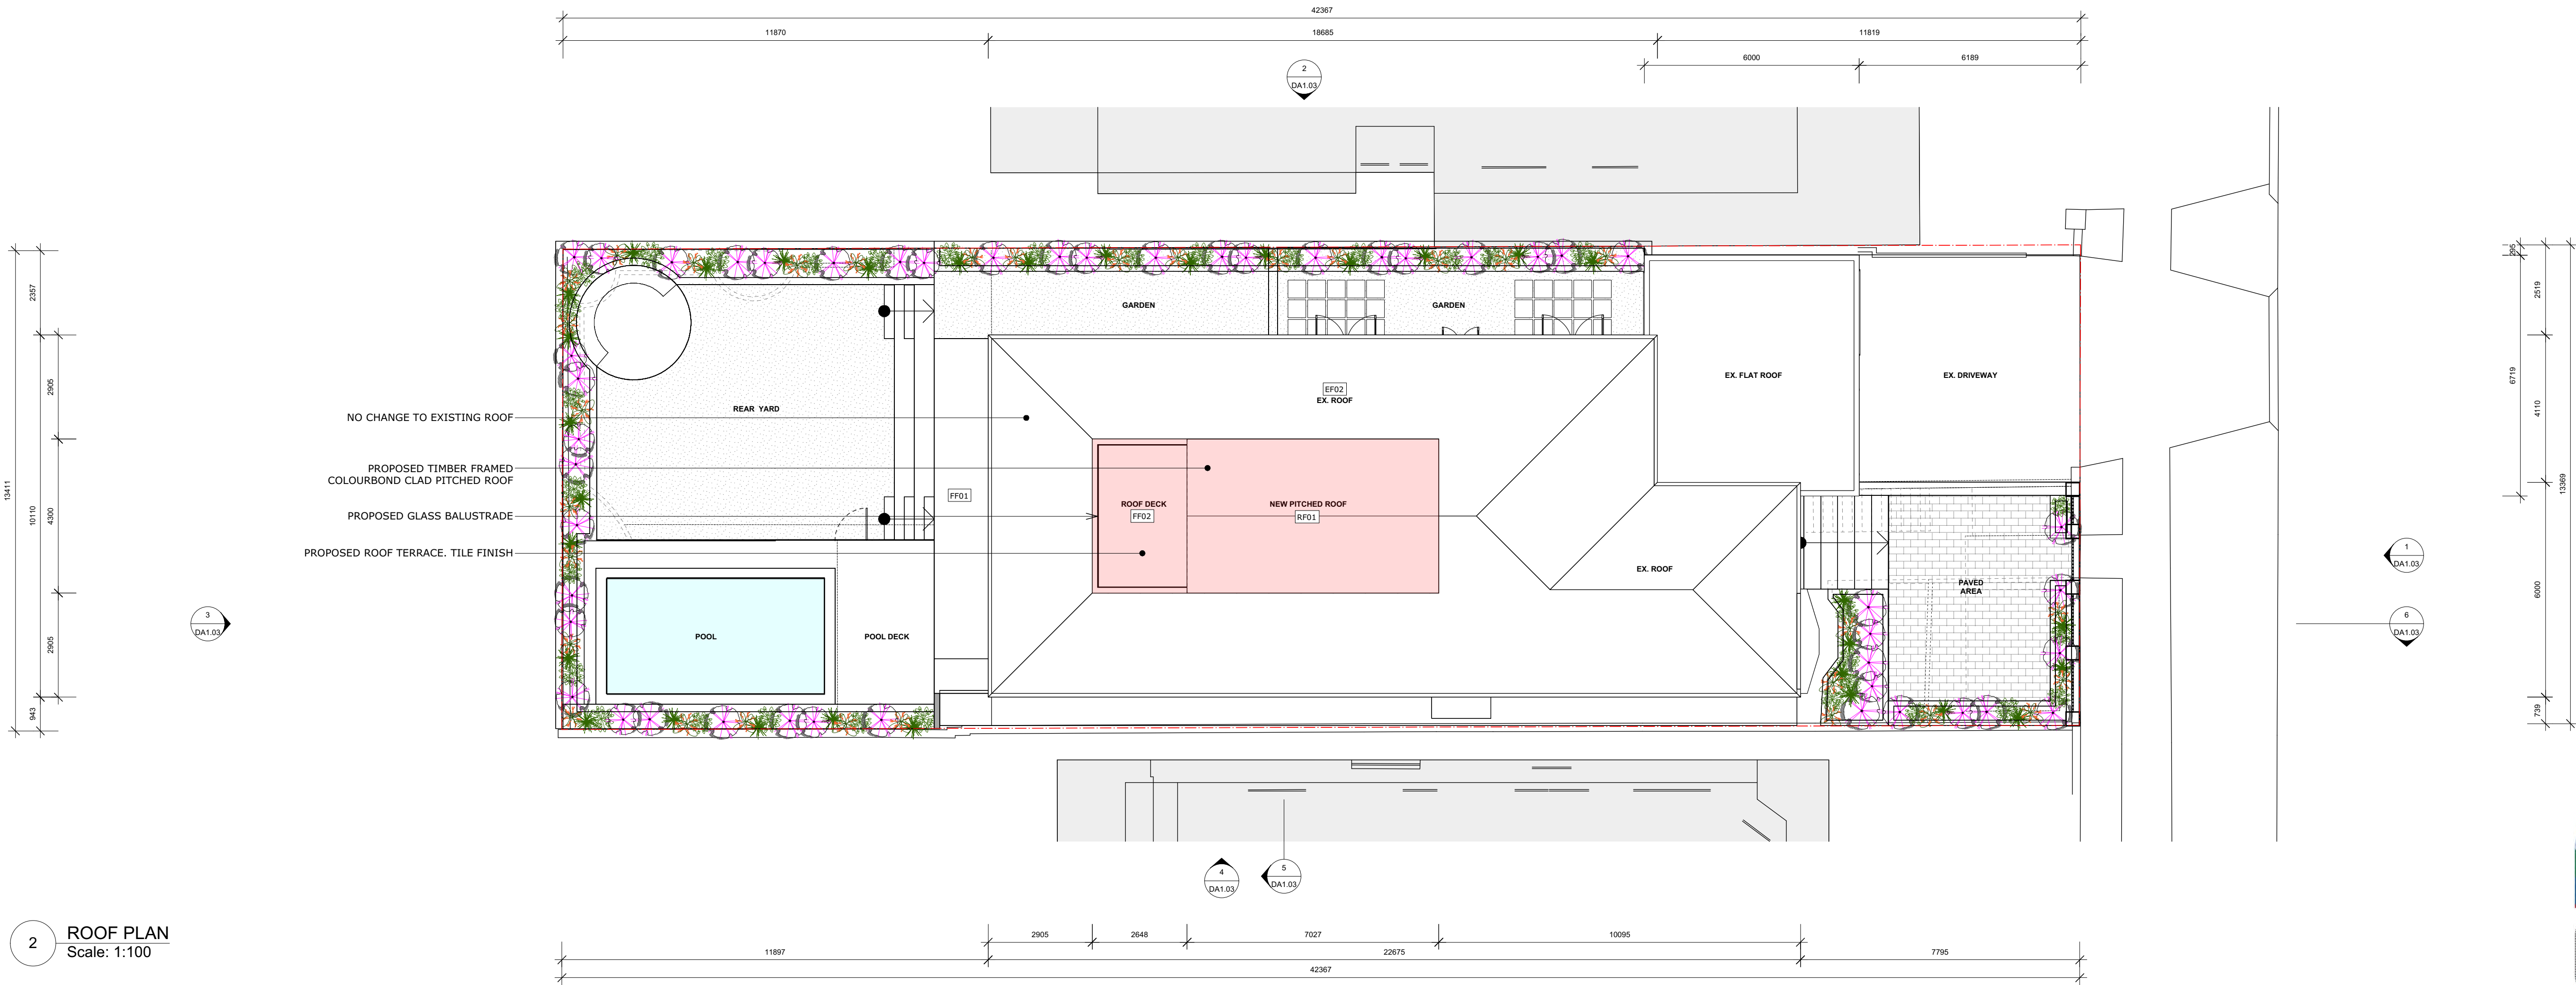 42367
11870
18685
11819
6000
6189
2
DA1.03
13411
2357
10110
943
2905
4300
2905
GARDEN
GARDEN
EX. FLAT ROOF
EX. DRIVEWAY
REAR YARD
EF02
EX. ROOF
NO CHANGE TO EXISTING ROOF
PROPOSED TIMBER FRAMED
COLOURBOND CLAD PITCHED ROOF
PROPOSED GLASS BALUSTRADE
PROPOSED ROOF TERRACE. TILE FINISH
FF01
ROOF DECK
FF02
NEW PITCHED ROOF
RF01
EX. ROOF
PAVED
AREA
POOL
POOL DECK
295
6719
2519
4110
6000
739
13369
1
DA1.03
6
DA1.03
3
DA1.03
4
DA1.03
5
DA1.03
2
ROOF PLAN
Scale: 1:100
2905
2648
7027
10095
11897
22675
7795
42367